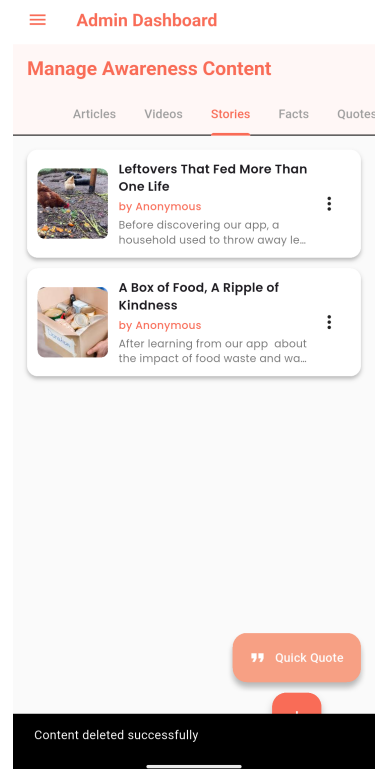 Admin Dashboard
Manage Awareness Content
Articles Videos Stories Facts Quotes
Leftovers That Fed More Than
One Life
by Anonymous
Before discovering our app, a
household used to throw away le...
A Box of Food, A Ripple of
Kindness
by Anonymous
After learning from our app  about
the impact of food waste and wa...
Quick Quote
Content deleted successfully